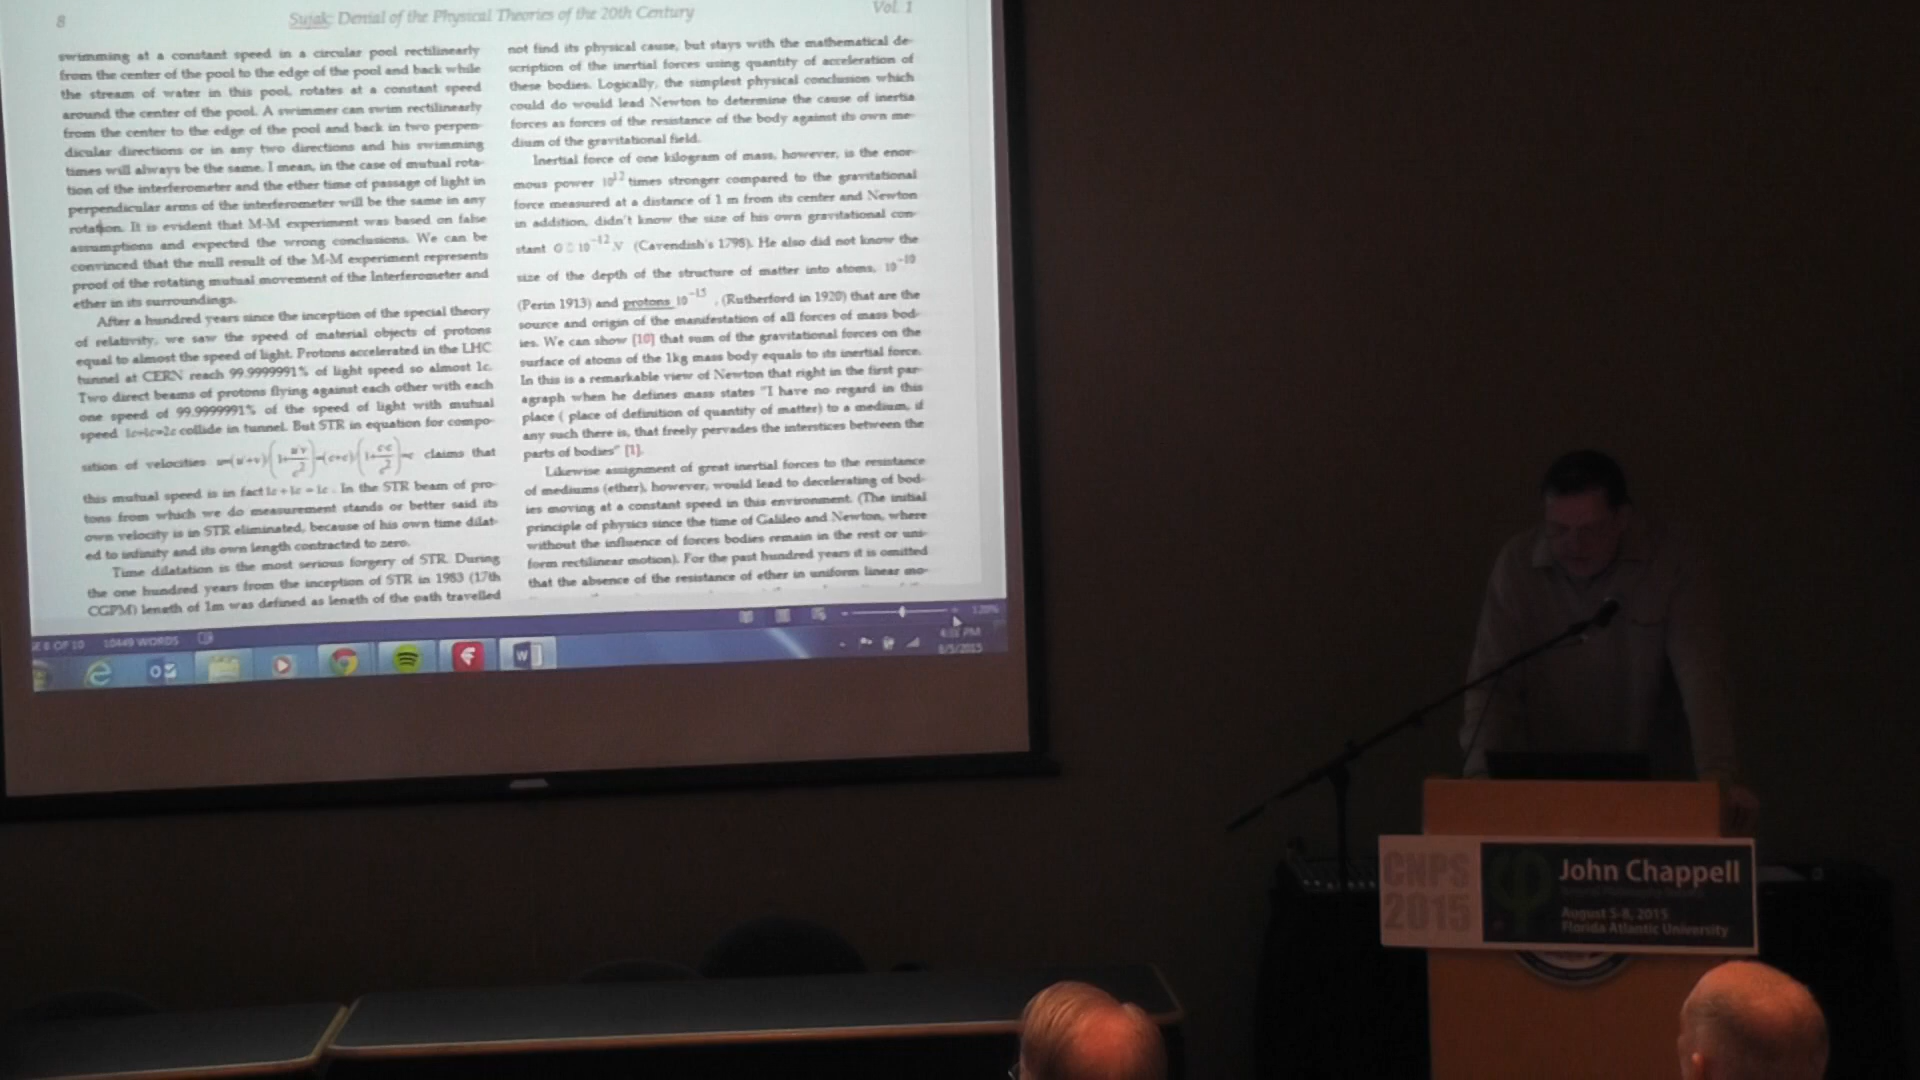 8
Sujak: Denial of the Physical Theories of the 20th Century
Vol. 1
swimming at a constant speed in a circular pool rectilinearly
from the center of the pool to the edge of the pool and back while
the stream of water in this pool, rotates at a constant speed
around the center of the pool. A swimmer can swim rectilinearly
from the center to the edge of the pool and back in two perpen-
dicular directions or in any two directions and his swimming
times will always be the same. I mean, in the case of mutual rota-
tion of the interferometer and the ether time of passage of light in
perpendicular arms of the interferometer will be the same in any
rotation. It is evident that M-M experiment was based on false
assumptions and expected the wrong conclusions. We can be
convinced that the null result of the M-M experiment represents
proof of the rotating mutual movement of the Interferometer and
ether in its surroundings.
After a hundred years since the inception of the special theory
of relativity, we saw the speed of material objects of protons
equal to almost the speed of light. Protons accelerated in the LHC
tunnel at CERN reach 99.9999991% of light speed so almost 1c.
Two direct beams of protons flying against each other with each
one speed of 99.9999991% of the speed of light with mutual
speed 1c+1c=2c collide in tunnel. But STR in equation for compo-
sition of velocities claims that
this mutual speed is in fact 1c + 1c = 1c . In the STR beam of pro-
tons from which we do measurement stands or better said its
own velocity is in STR eliminated, because of his own time dilat-
ed to infinity and its own length contracted to zero.
Time dilatation is the most serious forgery of STR. During
the one hundred years from the inception of STR in 1983 (17th
CGPM) length of 1m was defined as length of the path travelled
not find its physical cause, but stays with the mathematical de-
scription of the inertial forces using quantity of acceleration of
these bodies. Logically, the simplest physical conclusion which
could do would lead Newton to determine the cause of inertia
forces as forces of the resistance of the body against its own me-
dium of the gravitational field.
Inertial force of one kilogram of mass, however, is the enor-
mous power 10^12 times stronger compared to the gravitational
force measured at a distance of 1 m from its center and Newton
in addition, didn't know the size of his own gravitational con-
stant G 10^-12 N (Cavendish's 1798). He also did not know the
size of the depth of the structure of matter into atoms, 10^-10
(Perin 1913) and protons 10^-15 , (Rutherford in 1920) that are the
source and origin of the manifestation of all forces of mass bod-
ies. We can show [10] that sum of the gravitational forces on the
surface of atoms of the 1kg mass body equals to its inertial force.
In this is a remarkable view of Newton that right in the first par-
agraph when he defines mass states "I have no regard in this
place ( place of definition of quantity of matter) to a medium, if
any such there is, that freely pervades the interstices between the
parts of bodies" [1].
Likewise assignment of great inertial forces to the resistance
of mediums (ether), however, would lead to decelerating of bod-
ies moving at a constant speed in this environment. (The initial
principle of physics since the time of Galileo and Newton, where
without the influence of forces bodies remain in the rest or uni-
form rectilinear motion). For the past hundred years it is omitted
that the absence of the resistance of ether in uniform linear mo-
OF 10 10449 WORDS
120%
PM
8/5/2015
CNPS
2015
John Chappell
August 5-8, 2015
Florida Atlantic University